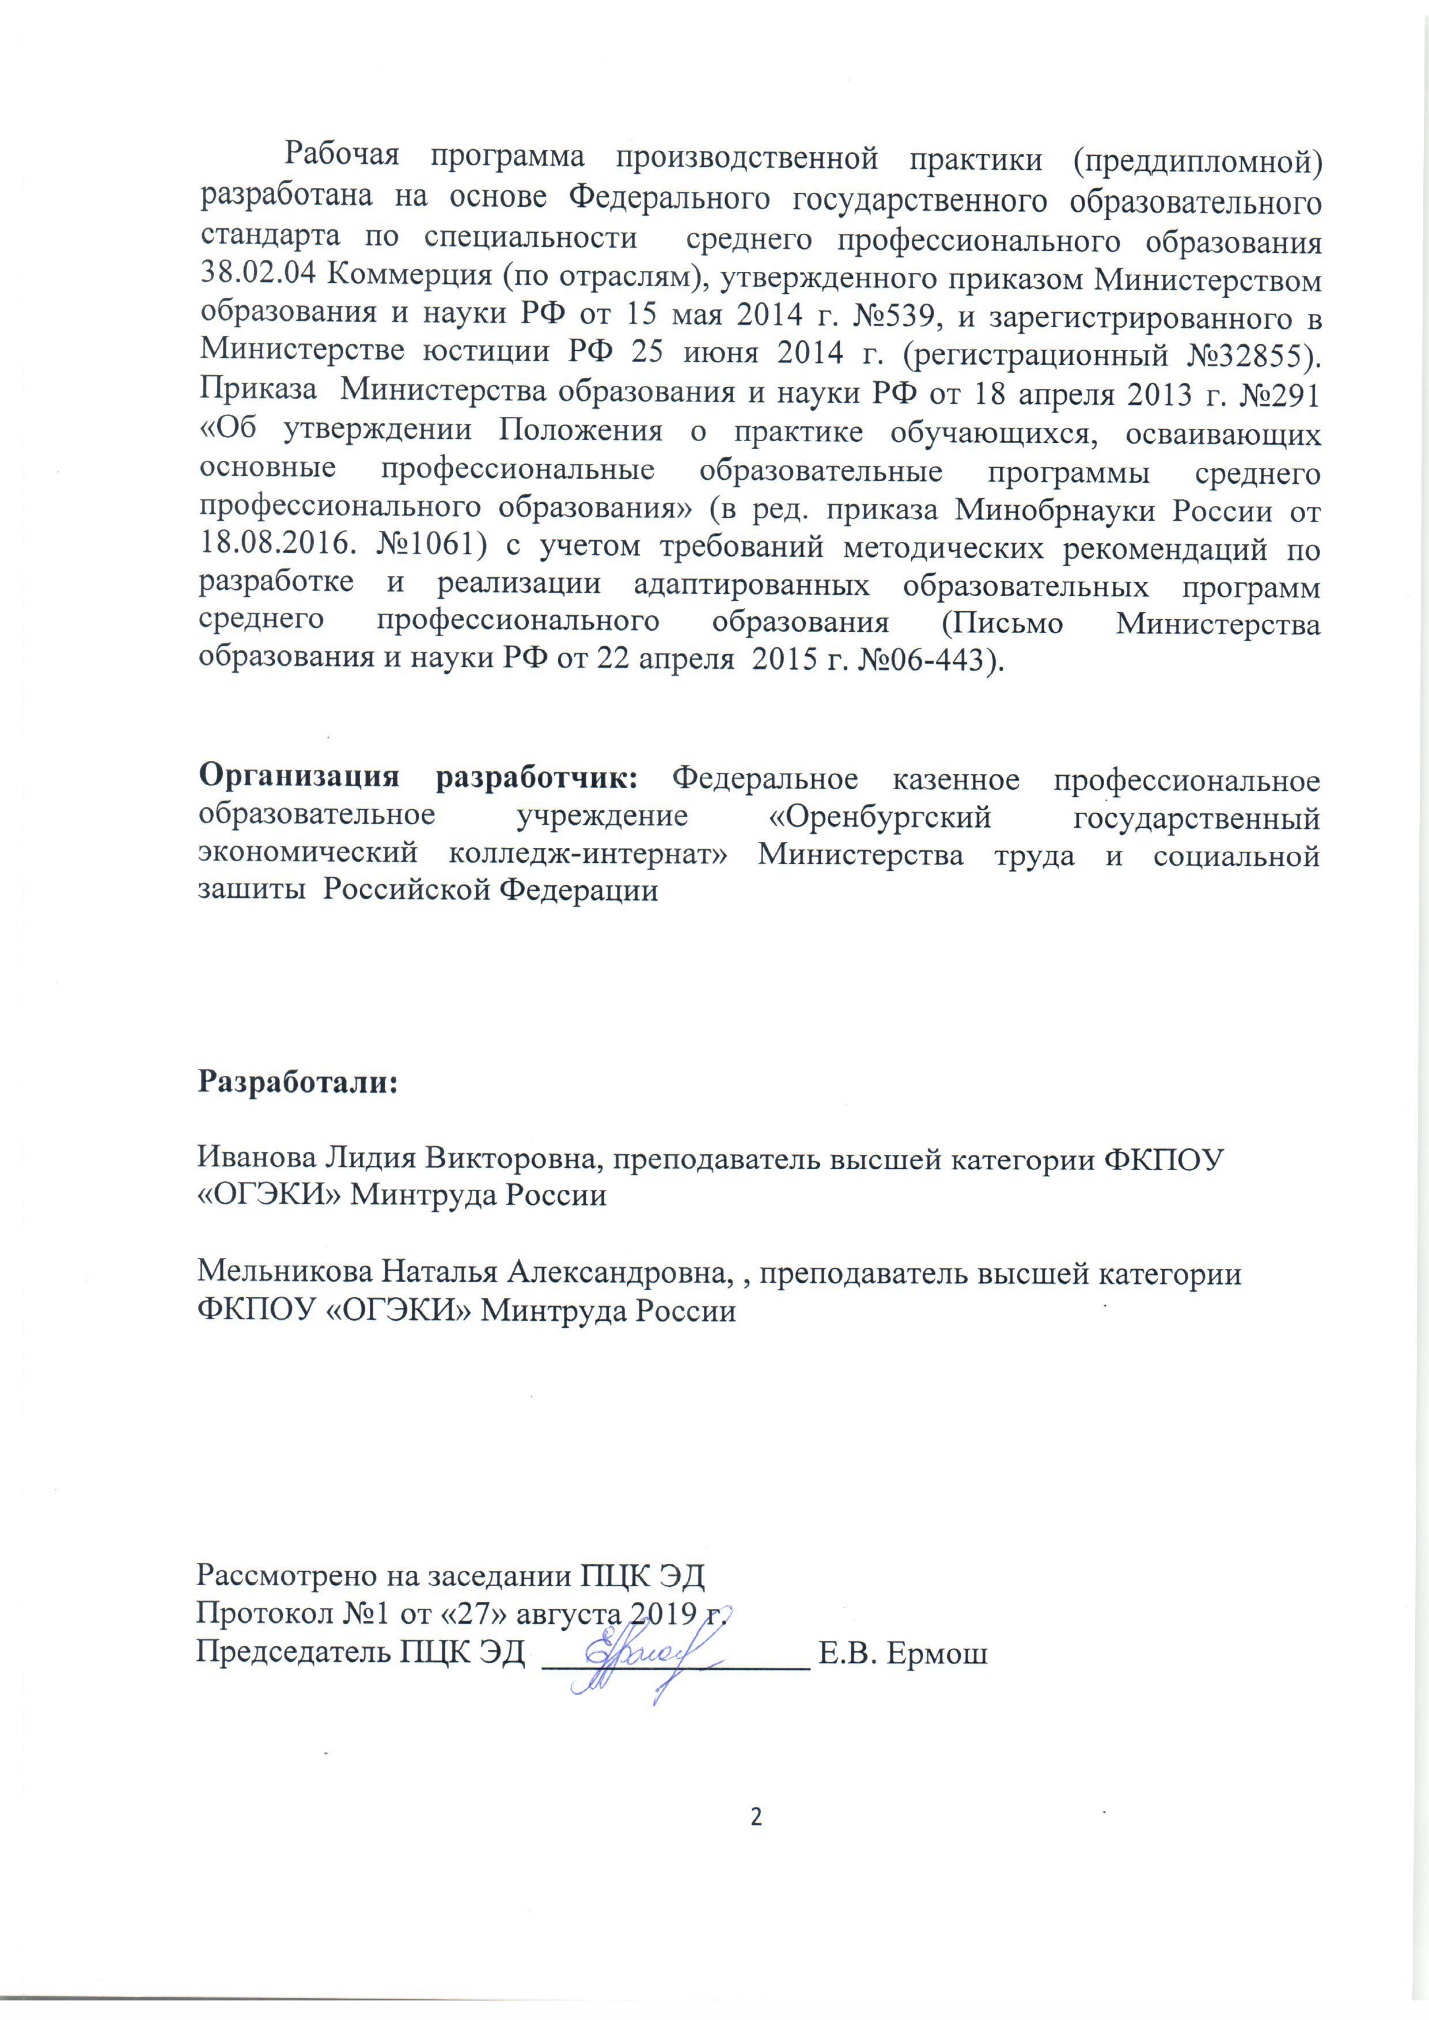 Рабочая программа производственной практики (преддипломной)
разработана на основе Федерального государственного образовательного
стандарта по специальности среднего профессионального образования
38.02.04 Коммерция (по отраслям), утвержденного приказом Министерством
образования и науки РФ от 15 мая 2014 г. №539, и зарегистрированного в
Министерстве юстиции РФ 25 июня 2014 г. (регистрационный №32855).
Приказа Министерства образования и науки РФ от 18 апреля 2013 г. №291
«Об утверждении Положения о практике обучающихся, осваивающих
основные профессиональные образовательные программы среднего
профессионального образования» (в ред. приказа Минобрнауки России от
18.08.2016. №1061) с учетом требований методических рекомендаций по
разработке и реализации адаптированных образовательных программ
среднего профессионального образования (Письмо Министерства
образования и науки РФ от 22 апреля 2015 г. №06-443).
Организация разработчик: Федеральное казенное профессиональное
образовательное учреждение «Оренбургский государственный
экономический колледж-интернат» Министерства труда и социальной
зашиты Российской Федерации
Разработали:
Иванова Лидия Викторовна, преподаватель высшей категории ФКПОУ
«ОГЭКИ» Минтруда России
Мельникова Наталья Александровна, , преподаватель высшей категории
ФКПОУ «ОГЭКИ» Минтруда России
Рассмотрено на заседании ПЦК ЭД
Протокол №1 от «27» августа 2019 г.
Председатель ПЦК ЭД ________________ Е.В. Ермош
2